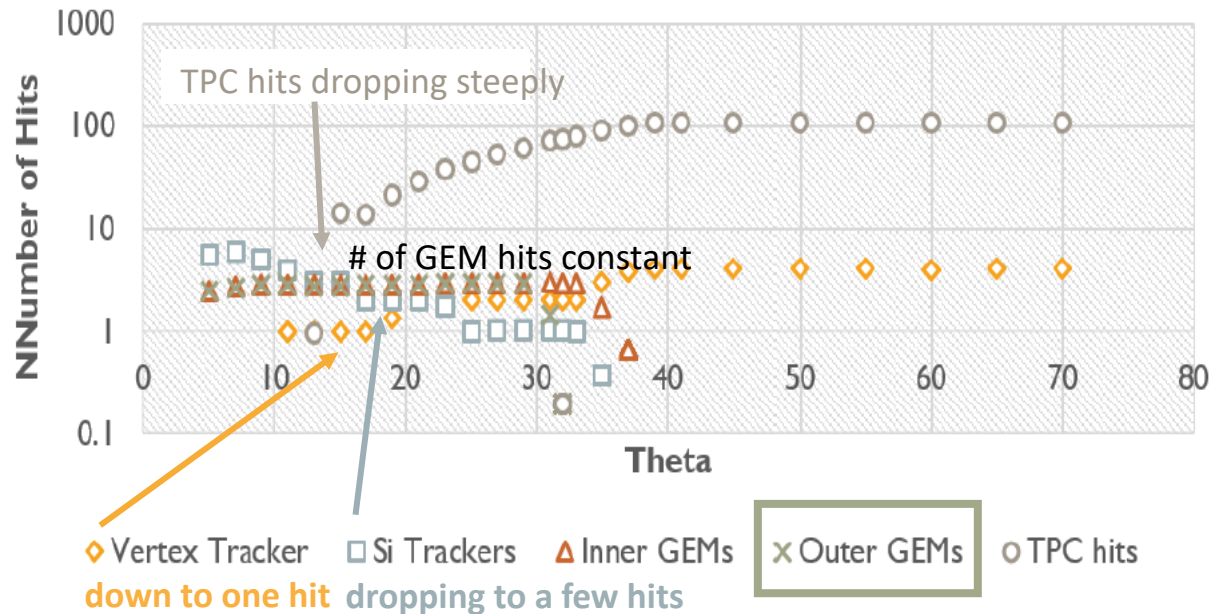 1000
TPC hits dropping steeply
100
NNumber of Hits
10
# of GEM hits constant
1
0 10 20 30 40 50 60 70 80
0.1
Theta
Vertex Tracker Si Trackers Inner GEMs Outer GEMs TPC hits
down to one hit dropping to a few hits